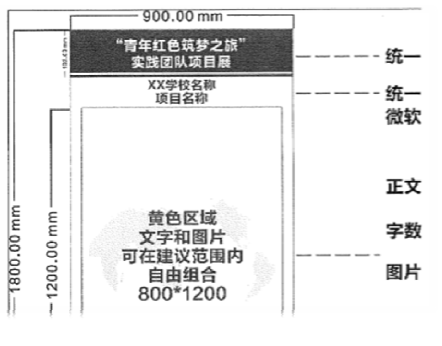 900.00 mm
“青年红色筑梦之旅”
实践团队项目展
统一
XX学校名称
项目名称
统一
微软
正文
黄色区域
文字和图片
可在建议范围内
自由组合
800*1200
字数
图片
1800.00 mm
1200.00 mm